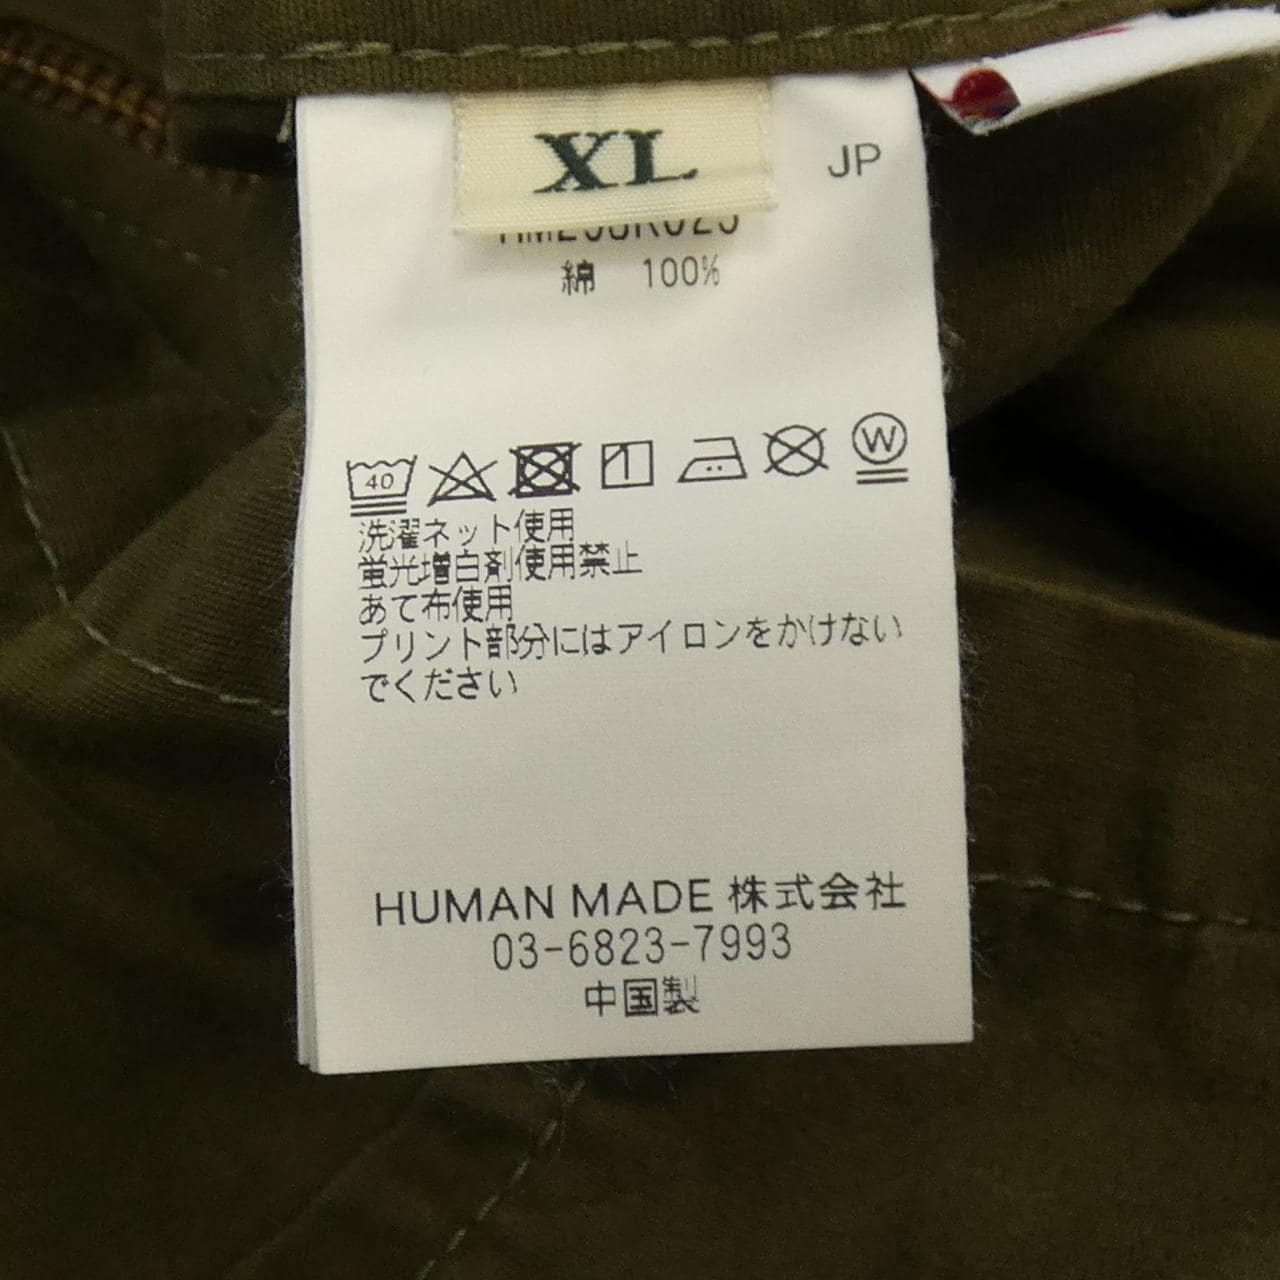 XL
JP
綿 100%
40
W
洗濯ネット使用
蛍光増白剤使用禁止
あて布使用
プリント部分にはアイロンをかけない
でください
HUMAN MADE 株式会社
03-6823-7993
中国製